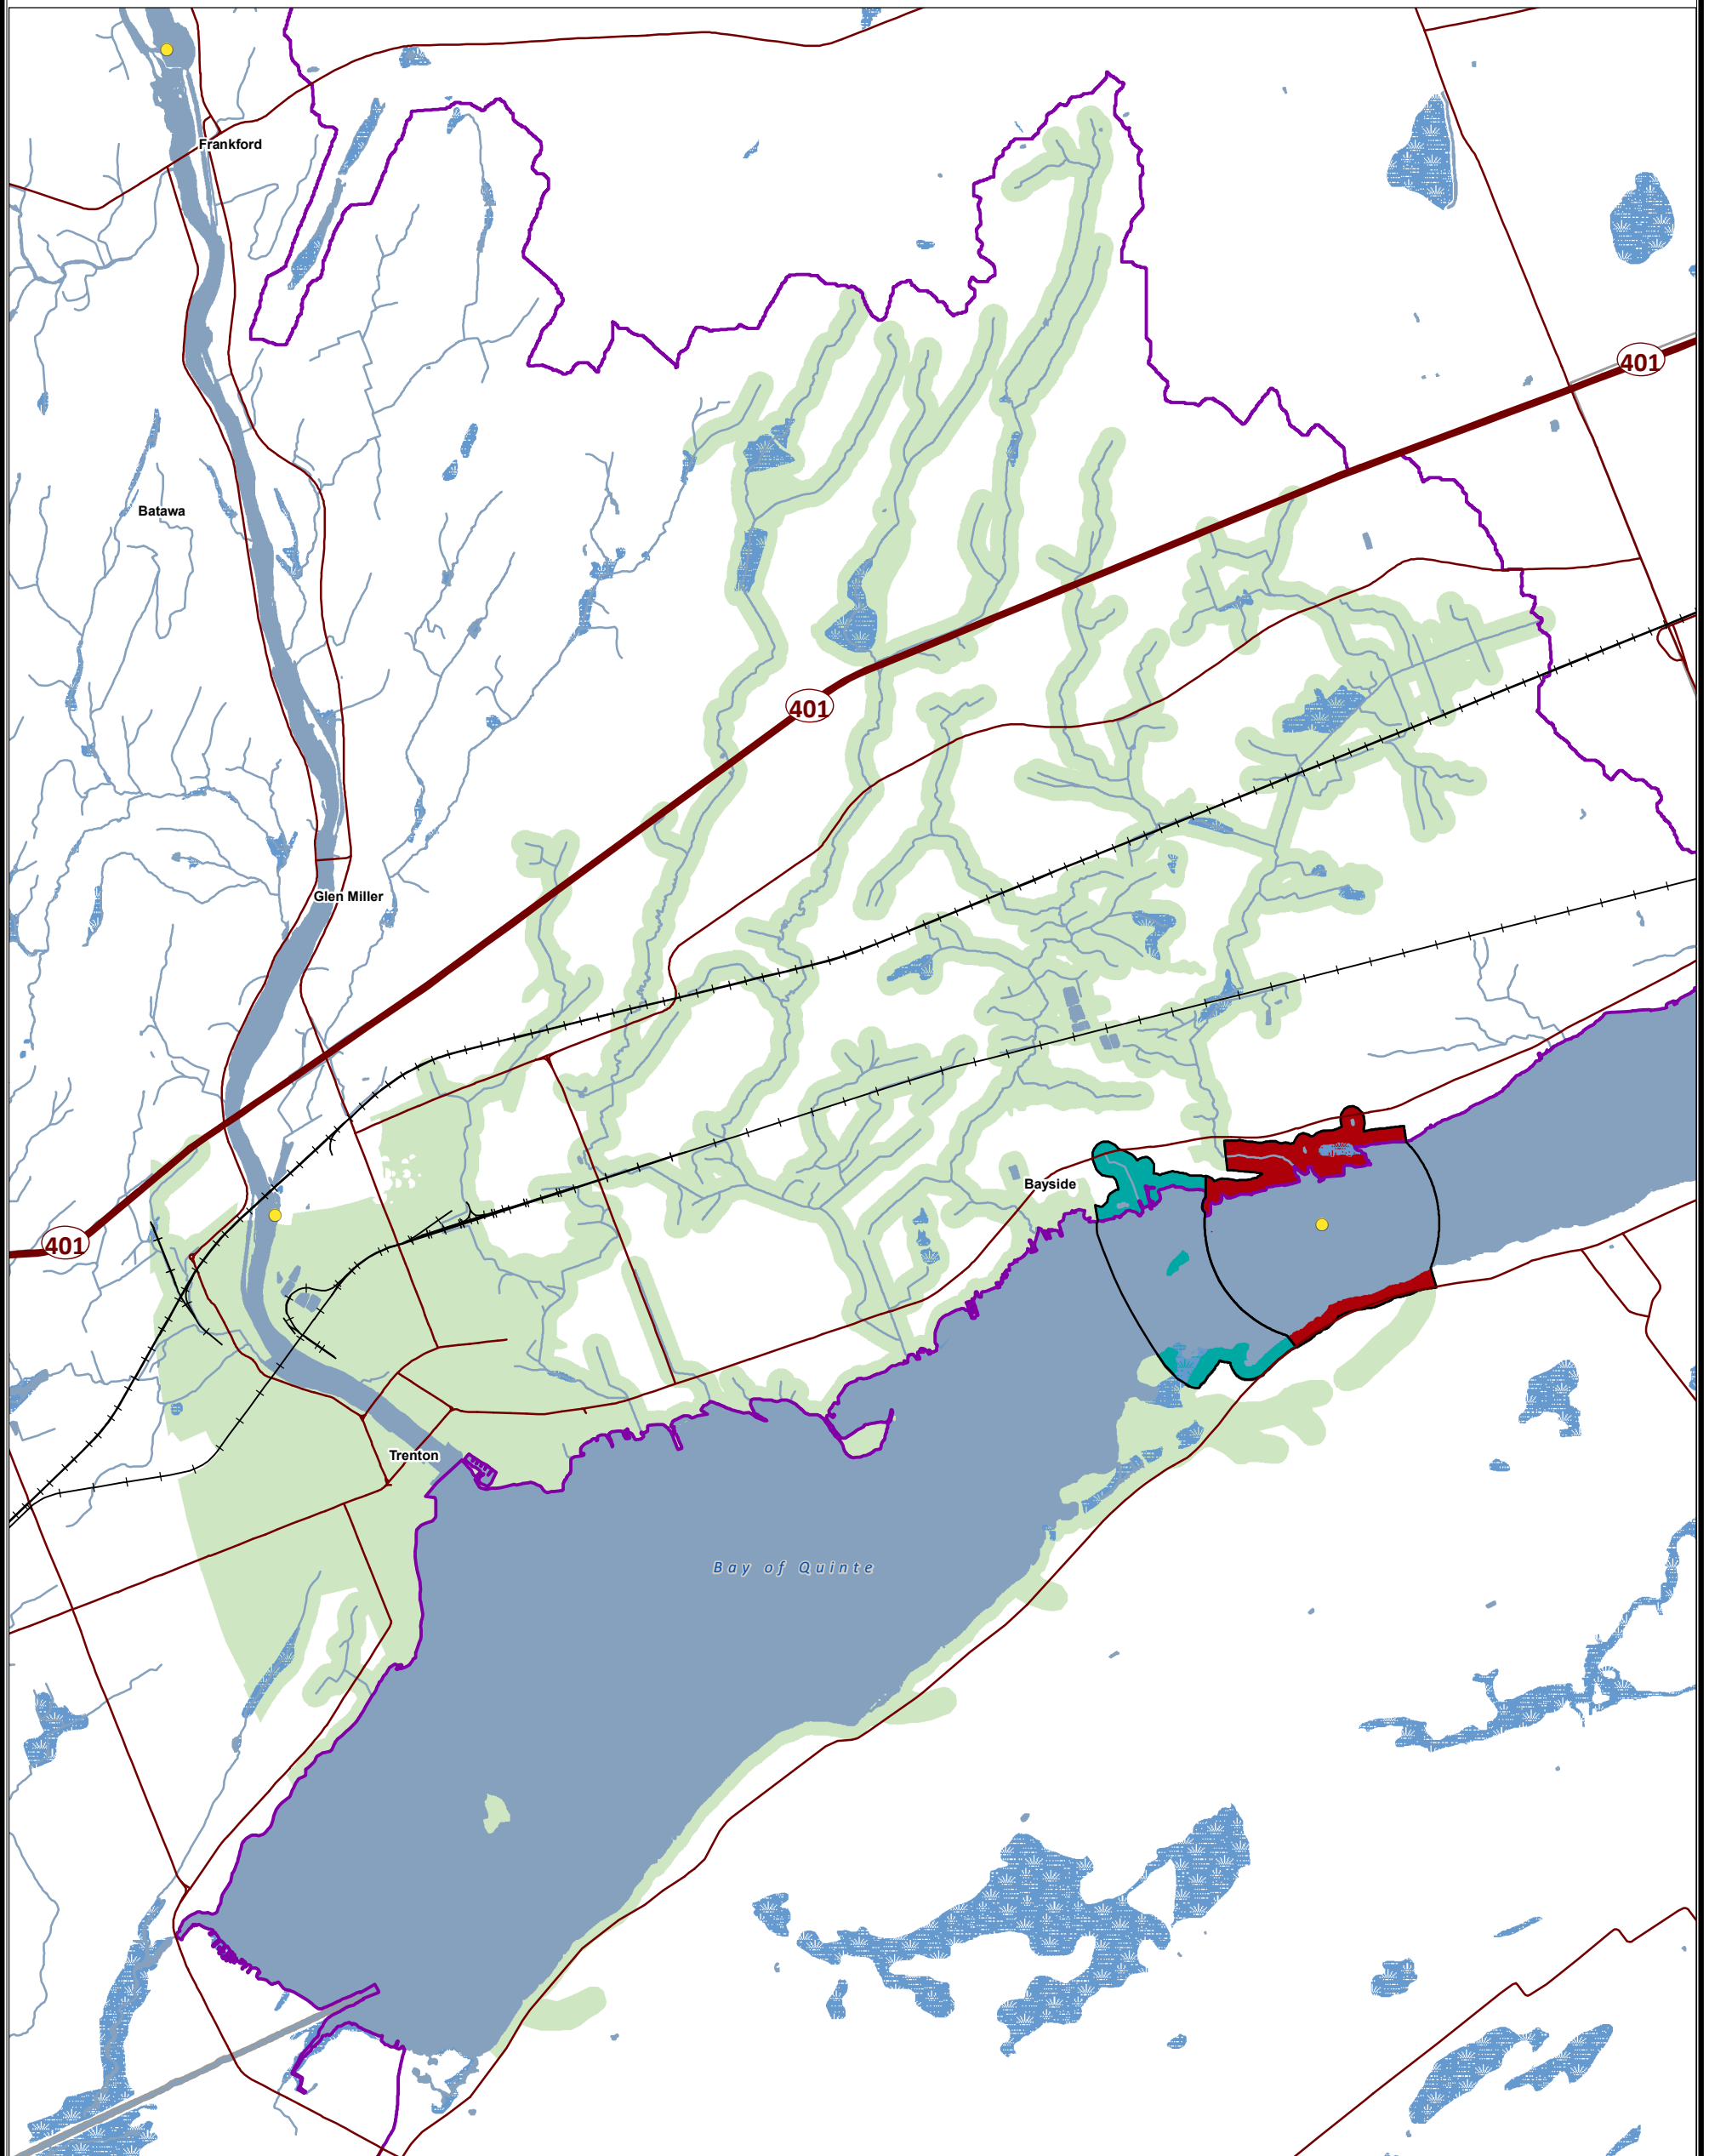 Frankford
401
Batawa
401
Glen Miller
Bayside
401
Trenton
Bay of Quinte